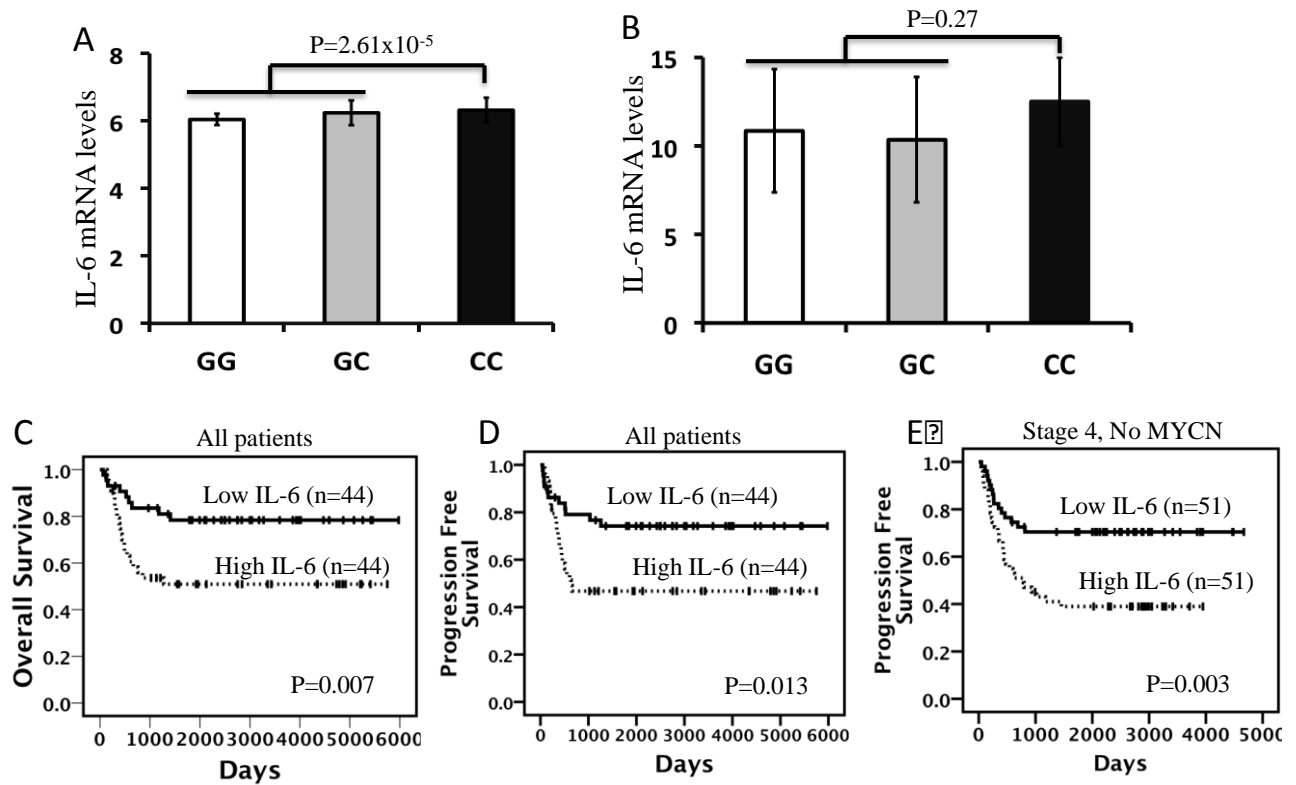 A
P=2.61x10-5
IL-6 mRNA levels
8
6
4
2
0
GG
GC
CC
B
P=0.27
IL-6 mRNA levels
15
10
5
0
GG
GC
CC
C
All patients
Overall Survival
1.0
0.8
0.6
0.4
0.2
0.0
Low IL-6 (n=44)
High IL-6 (n=44)
P=0.007
0 1000 2000 3000 4000 5000 6000
Days
D
All patients
Progression Free
Survival
1.0
0.8
0.6
0.4
0.2
0.0
Low IL-6 (n=44)
High IL-6 (n=44)
P=0.013
0 1000 2000 3000 4000 5000 6000
Days
E⍰
Stage 4, No MYCN
Progression Free
Survival
1.0
0.8
0.6
0.4
0.2
0.0
Low IL-6 (n=51)
High IL-6 (n=51)
P=0.003
0 1000 2000 3000 4000 5000
Days